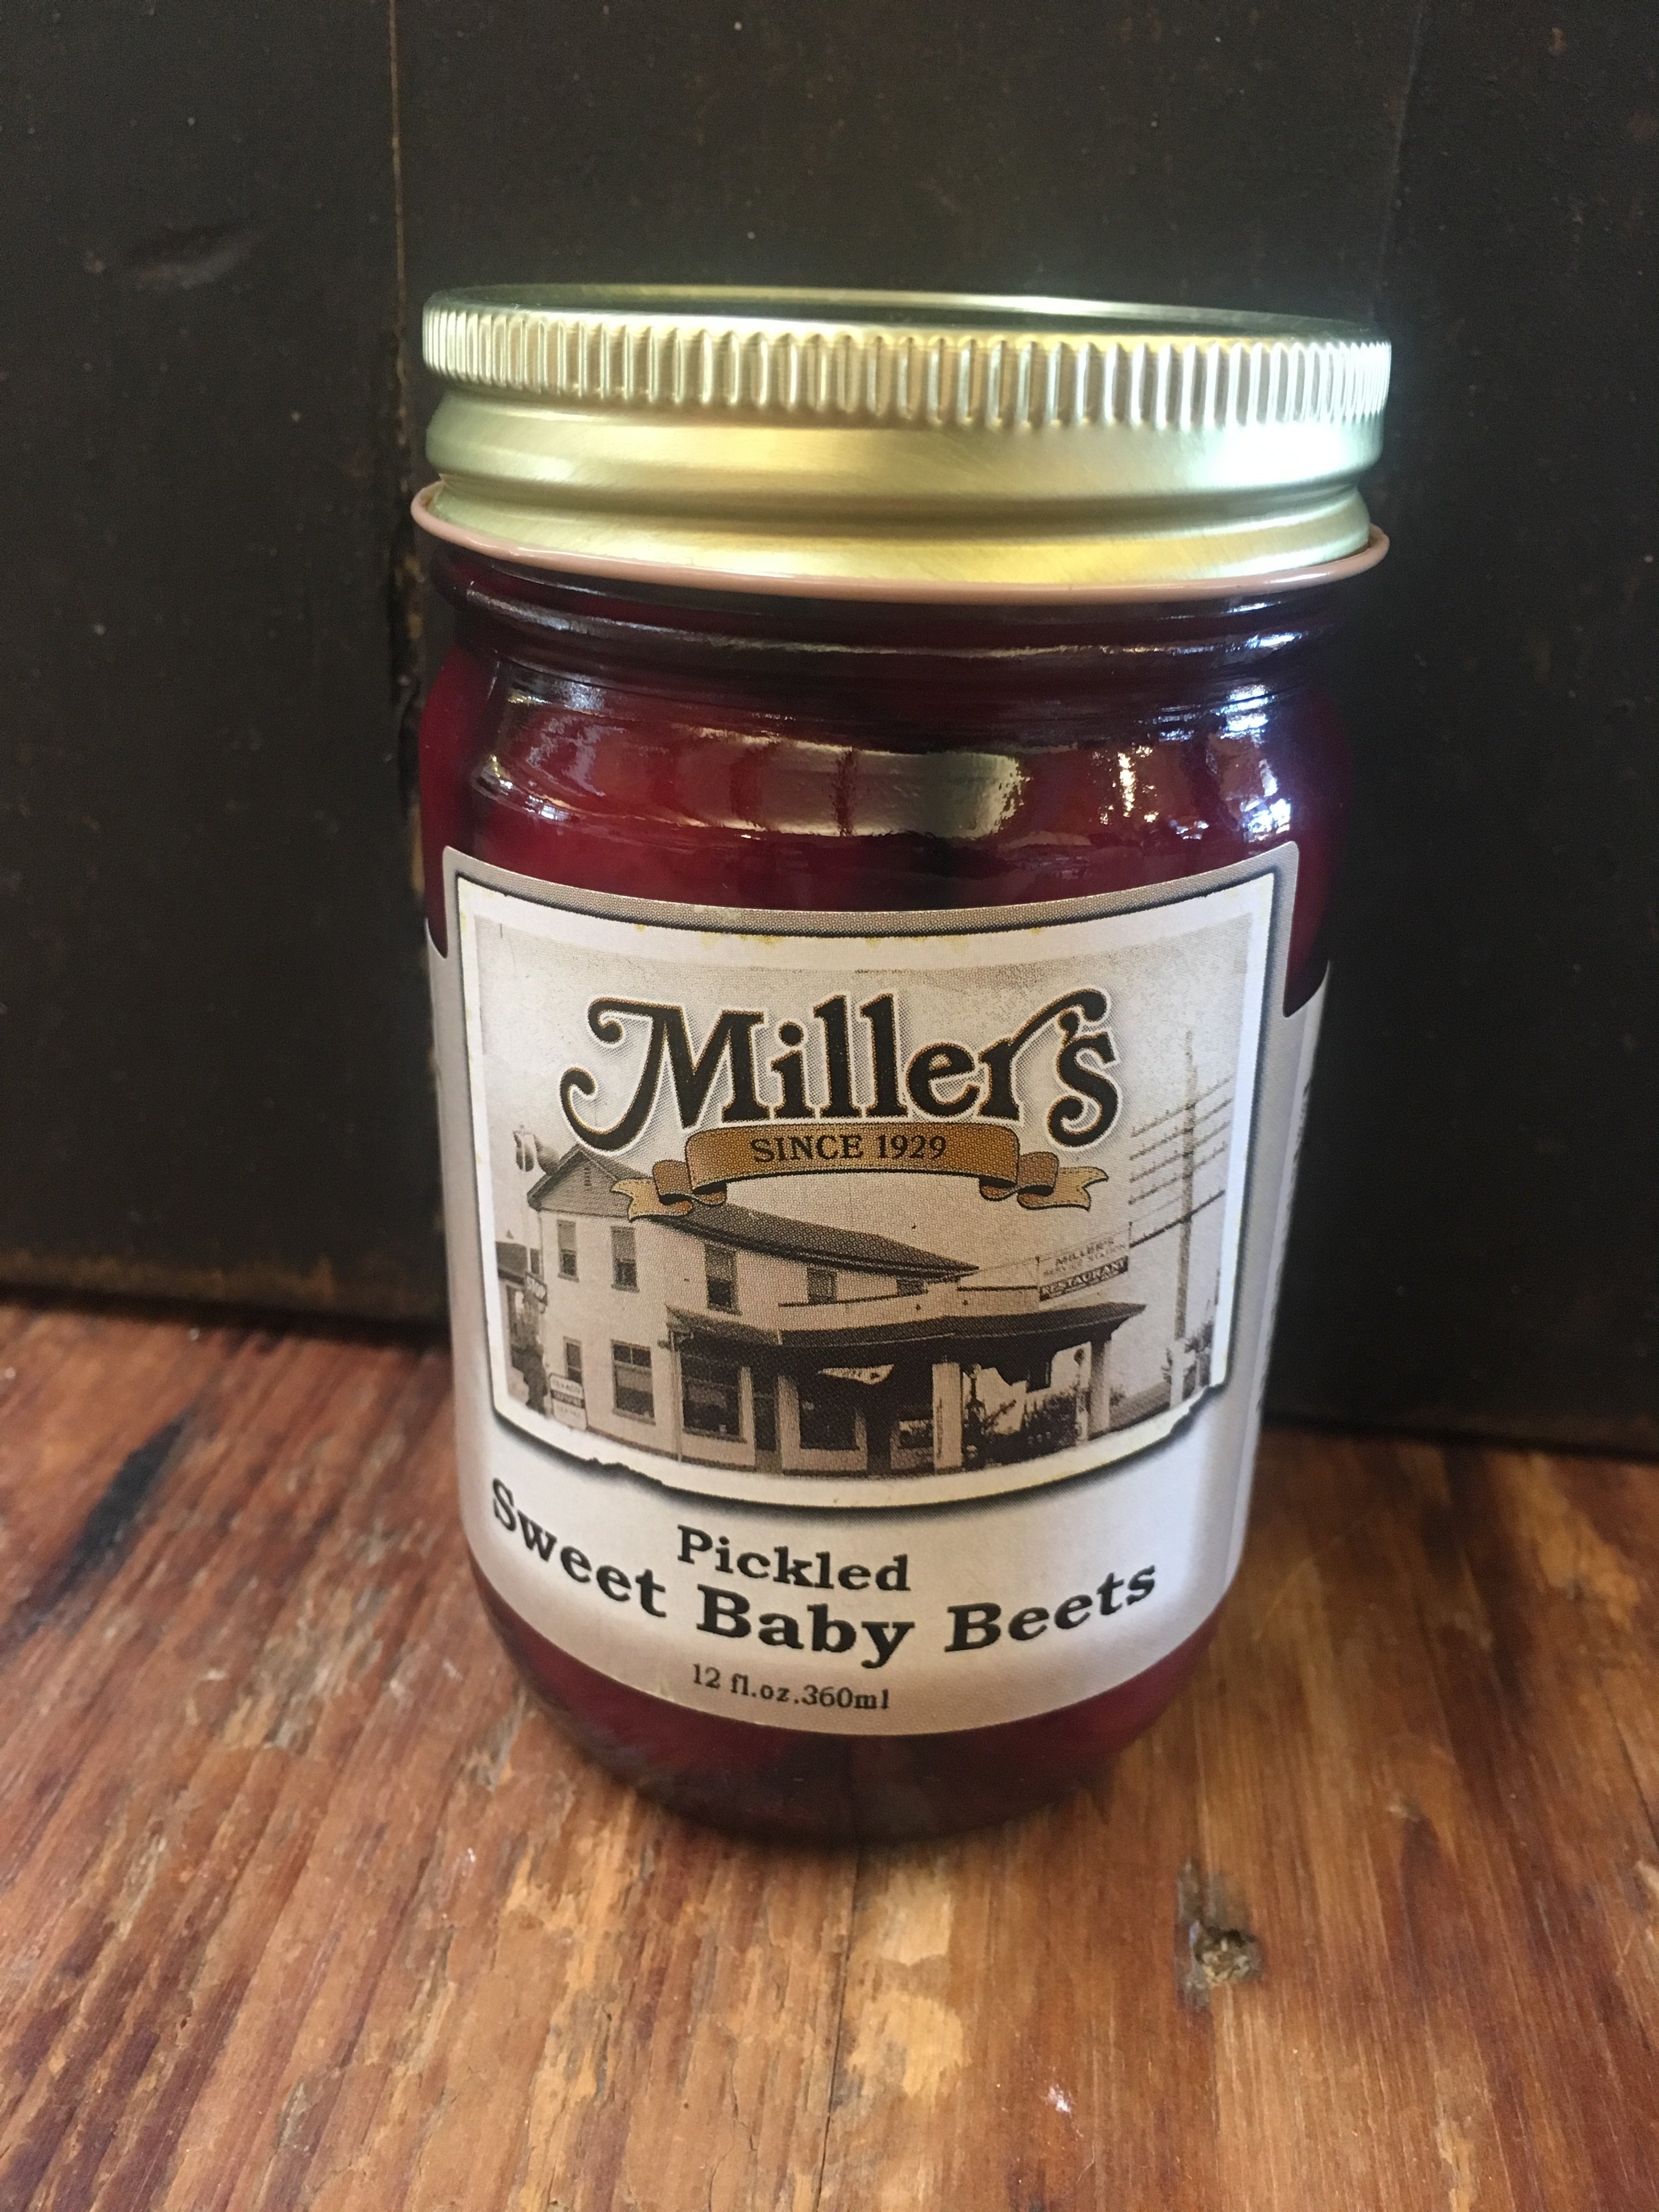 Miller's
SINCE 1929
MILLER'S
RESTAURANT
Pickled
Sweet Baby Beets
12 fl.oz.360ml